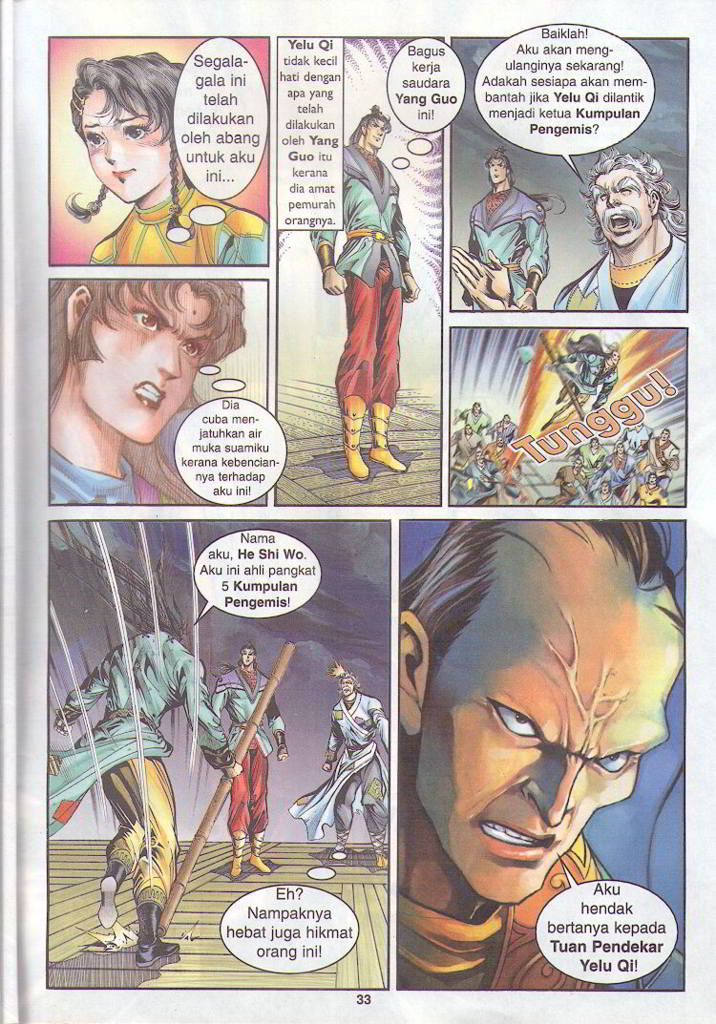 Segala-
gala ini
telah
dilakukan
oleh abang
untuk aku
ini...
Yelu Qi
tidak kecil
hati dengan
apa yang
telah
dilakukan
oleh Yang
Guo itu
kerana
dia amat
pemurah
orangnya.
Bagus
kerja
saudara
Yang Guo
ini!
Baiklah!
Aku akan meng-
ulanginya sekarang!
Adakah sesiapa akan mem-
bantah jika Yelu Qi dilantik
menjadi ketua Kumpulan
Pengemis?
Dia
cuba men-
jatuhkan air
muka surayaku
kerana kebencian-
nya terhadap
aku ini!
Tunggu!
Nama
aku, He Shi Wo.
Aku ini ahli pangkat
5 Kumpulan
Pengemis!
Eh?
Nampaknya
hebat juga hikmat
orang ini!
Aku
hendak
bertanya kepada
Tuan Pendekar
Yelu Qi!
33